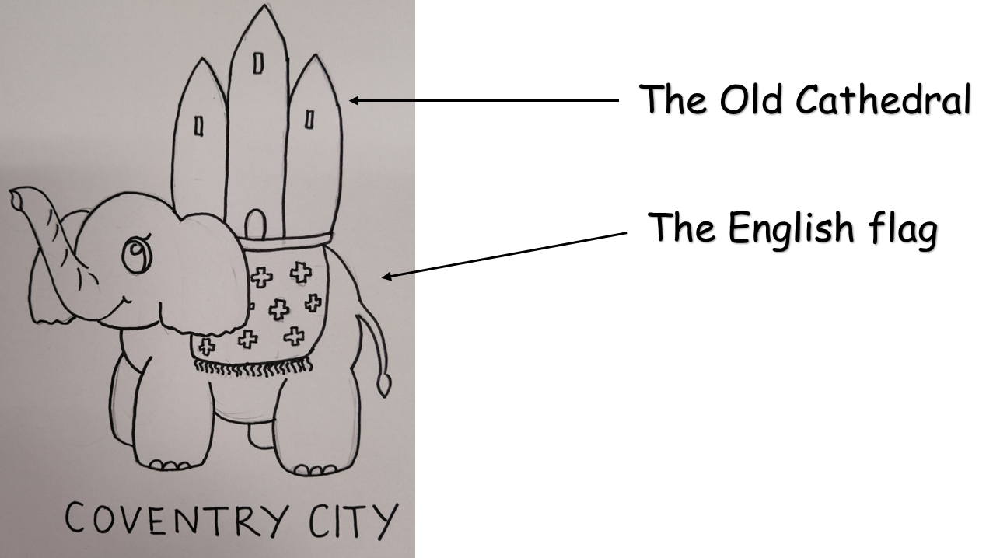 The Old Cathedral
The English flag
COVENTRY CITY